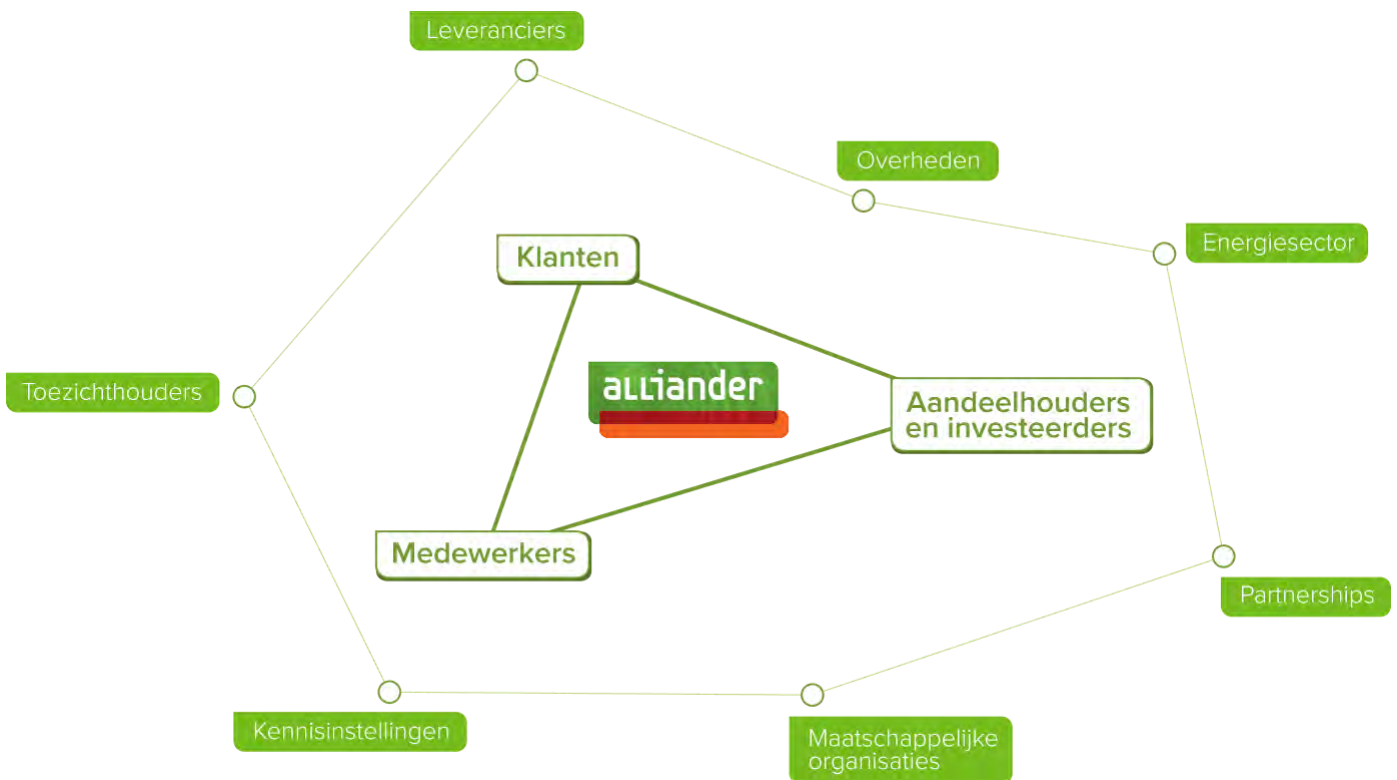 Leveranciers
Overheden
Energiesector
Klanten
alliander
Toezichthouders
Aandeelhouders
en investeerders
Medewerkers
Partnerships
Kennisinstellingen
Maatschappelijke
organisaties